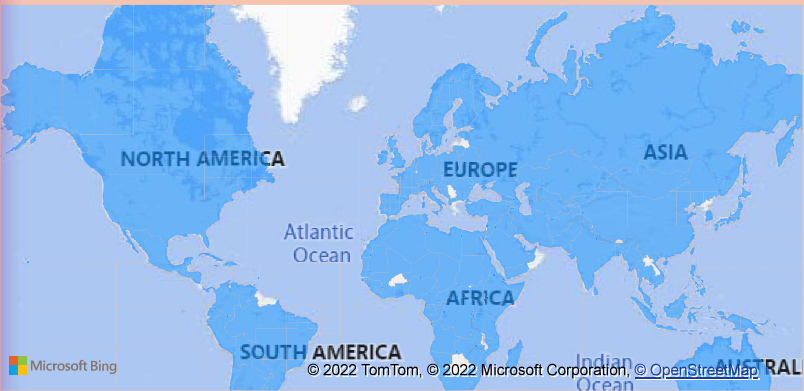 NORTH AMERICA
EUROPE
ASIA
Atlantic
Ocean
AFRICA
SOUTH AMERICA
Indian
Ocean
AUSTRAL
Microsoft Bing
© 2022 TomTom, © 2022 Microsoft Corporation, © OpenStreetMap